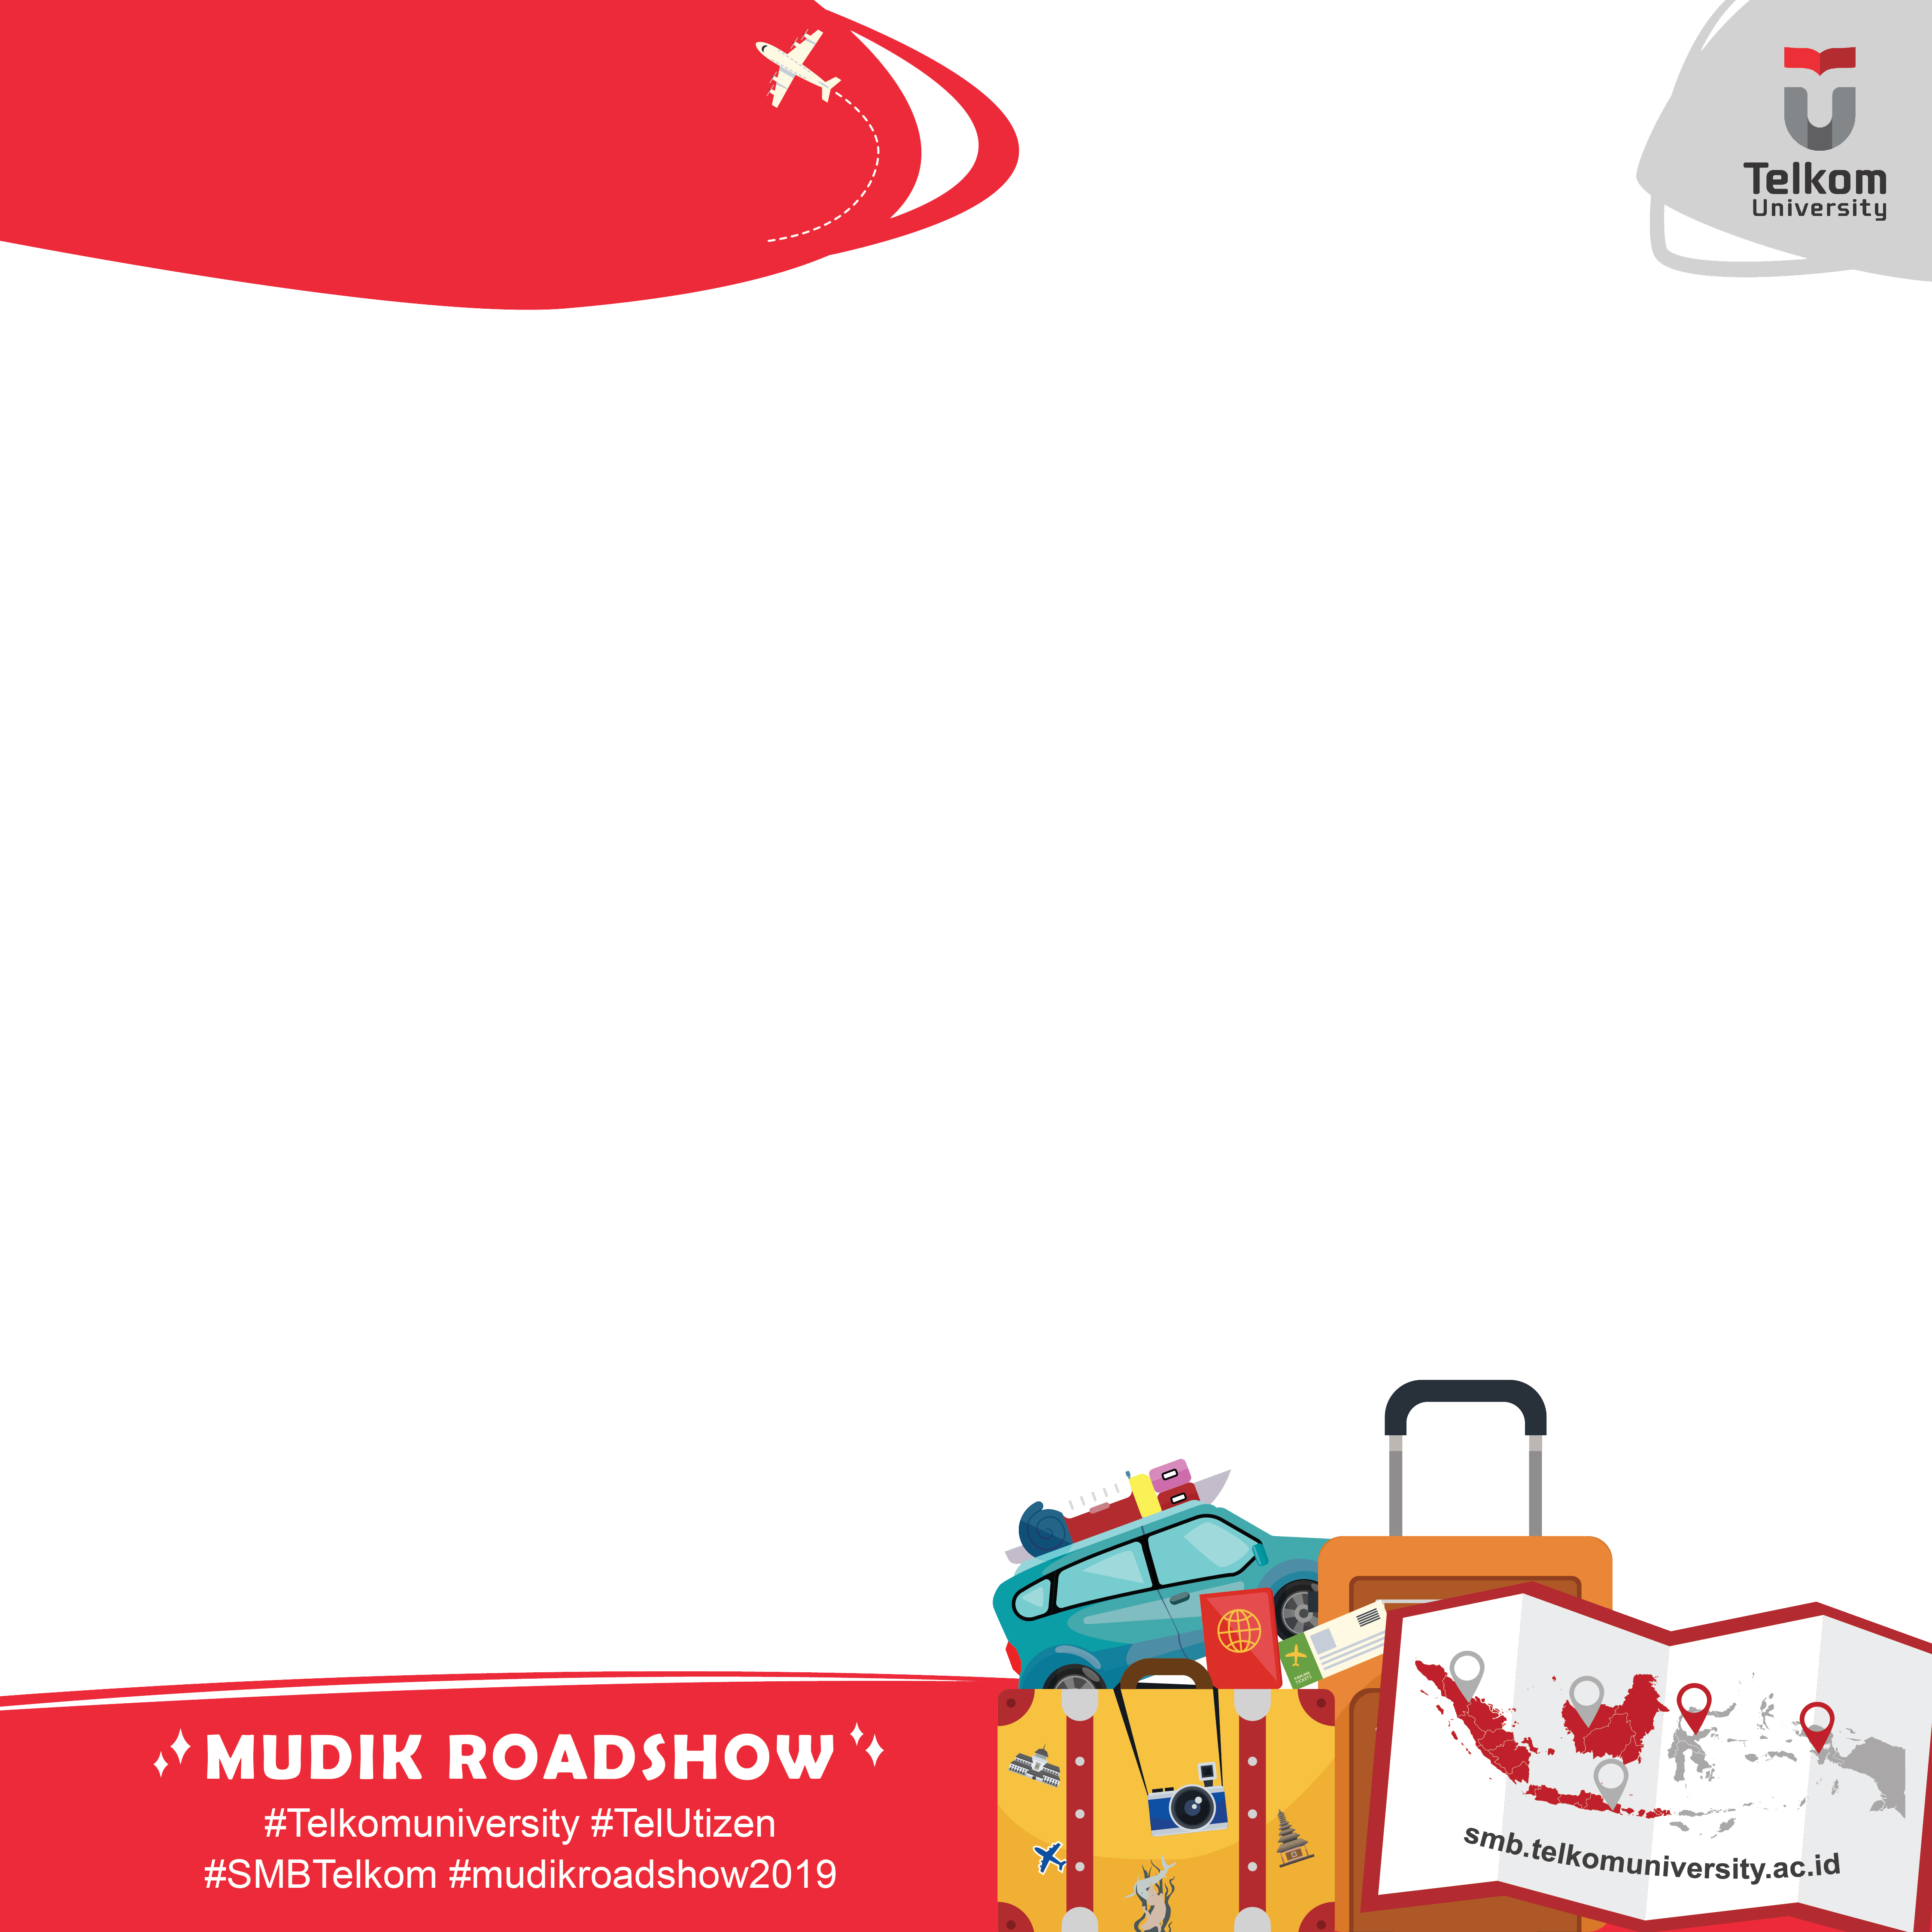 Telkom
University
MUDIK ROADSHOW
#Telkomuniversity #TelUtizen
#SMBTelkom #mudikroadshow2019
smb.telkomuniversity.ac.id